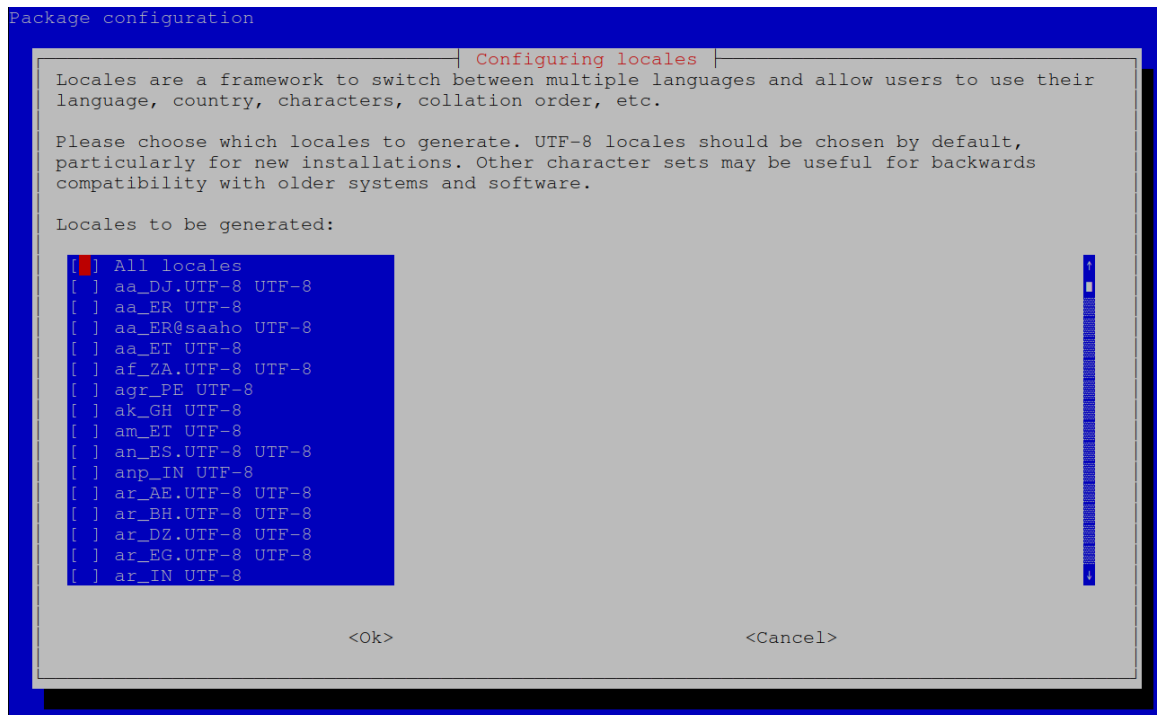 Package configuration
Configuring locales
Locales are a framework to switch between multiple languages and allow users to use their
language, country, characters, collation order, etc.
Please choose which locales to generate. UTF-8 locales should be chosen by default,
particularly for new installations. Other character sets may be useful for backwards
compatibility with older systems and software.
Locales to be generated:
[ ] All locales
[ ] aa_DJ.UTF-8 UTF-8
[ ] aa_ER UTF-8
[ ] aa_ER@saaho UTF-8
[ ] aa_ET UTF-8
[ ] af_ZA.UTF-8 UTF-8
[ ] agr_PE UTF-8
[ ] ak_GH UTF-8
[ ] am_ET UTF-8
[ ] an_ES.UTF-8 UTF-8
[ ] anp_IN UTF-8
[ ] ar_AE.UTF-8 UTF-8
[ ] ar_BH.UTF-8 UTF-8
[ ] ar_DZ.UTF-8 UTF-8
[ ] ar_EG.UTF-8 UTF-8
[ ] ar_IN UTF-8
<Ok> <Cancel>